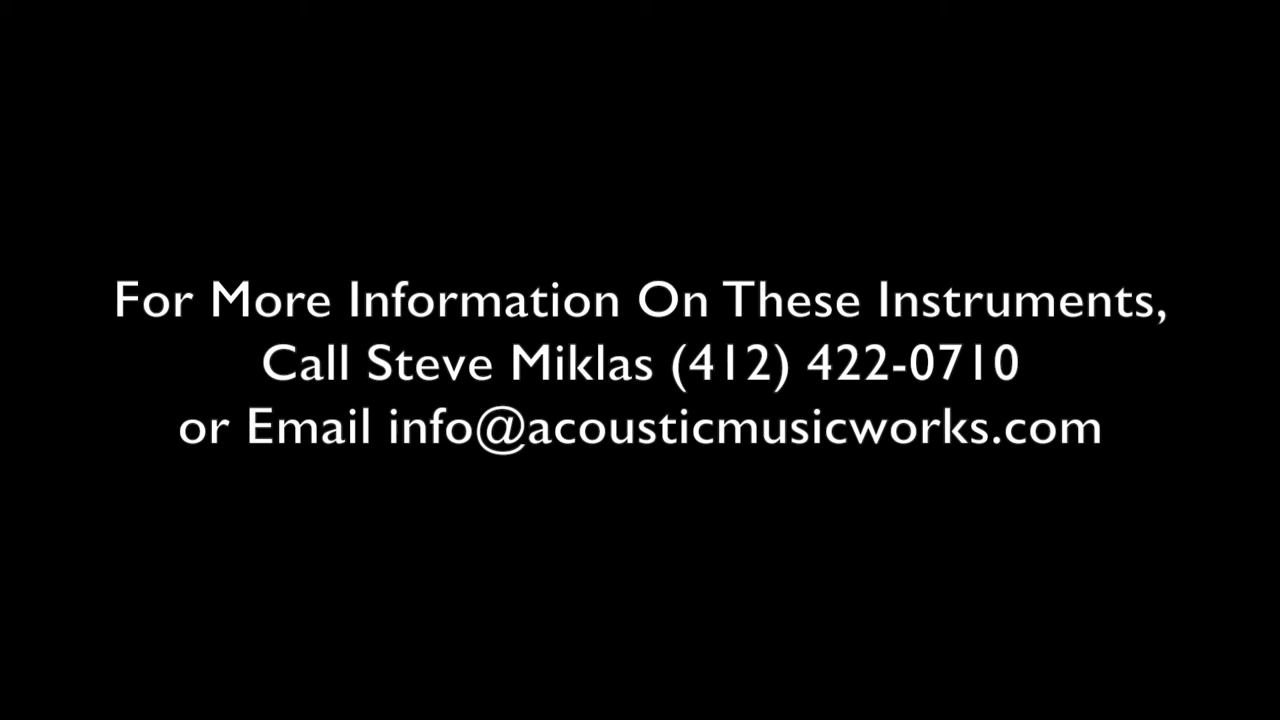 For More Information On These Instruments,
Call Steve Miklas (412) 422-0710
or Email info@acousticmusicworks.com